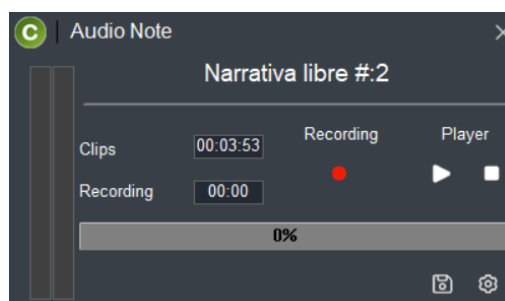 C Audio Note
Narrativa libre #:2
Recording Player
Clips 00:03:53
Recording 00:00
0%